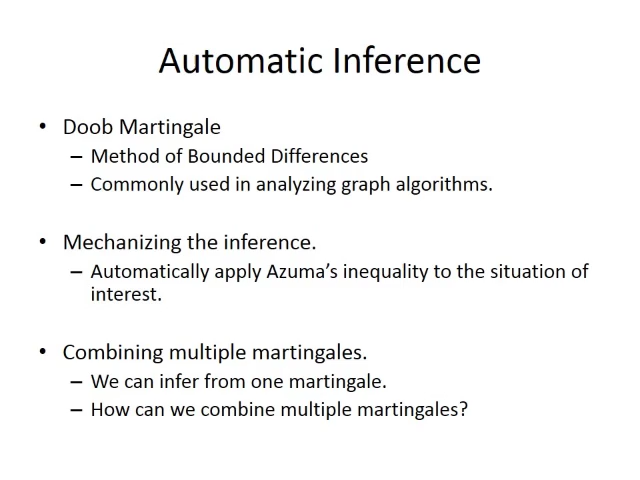 Automatic Inference
• Doob Martingale
– Method of Bounded Differences
– Commonly used in analyzing graph algorithms.
• Mechanizing the inference.
– Automatically apply Azuma’s inequality to the situation of
interest.
• Combining multiple martingales.
– We can infer from one martingale.
– How can we combine multiple martingales?